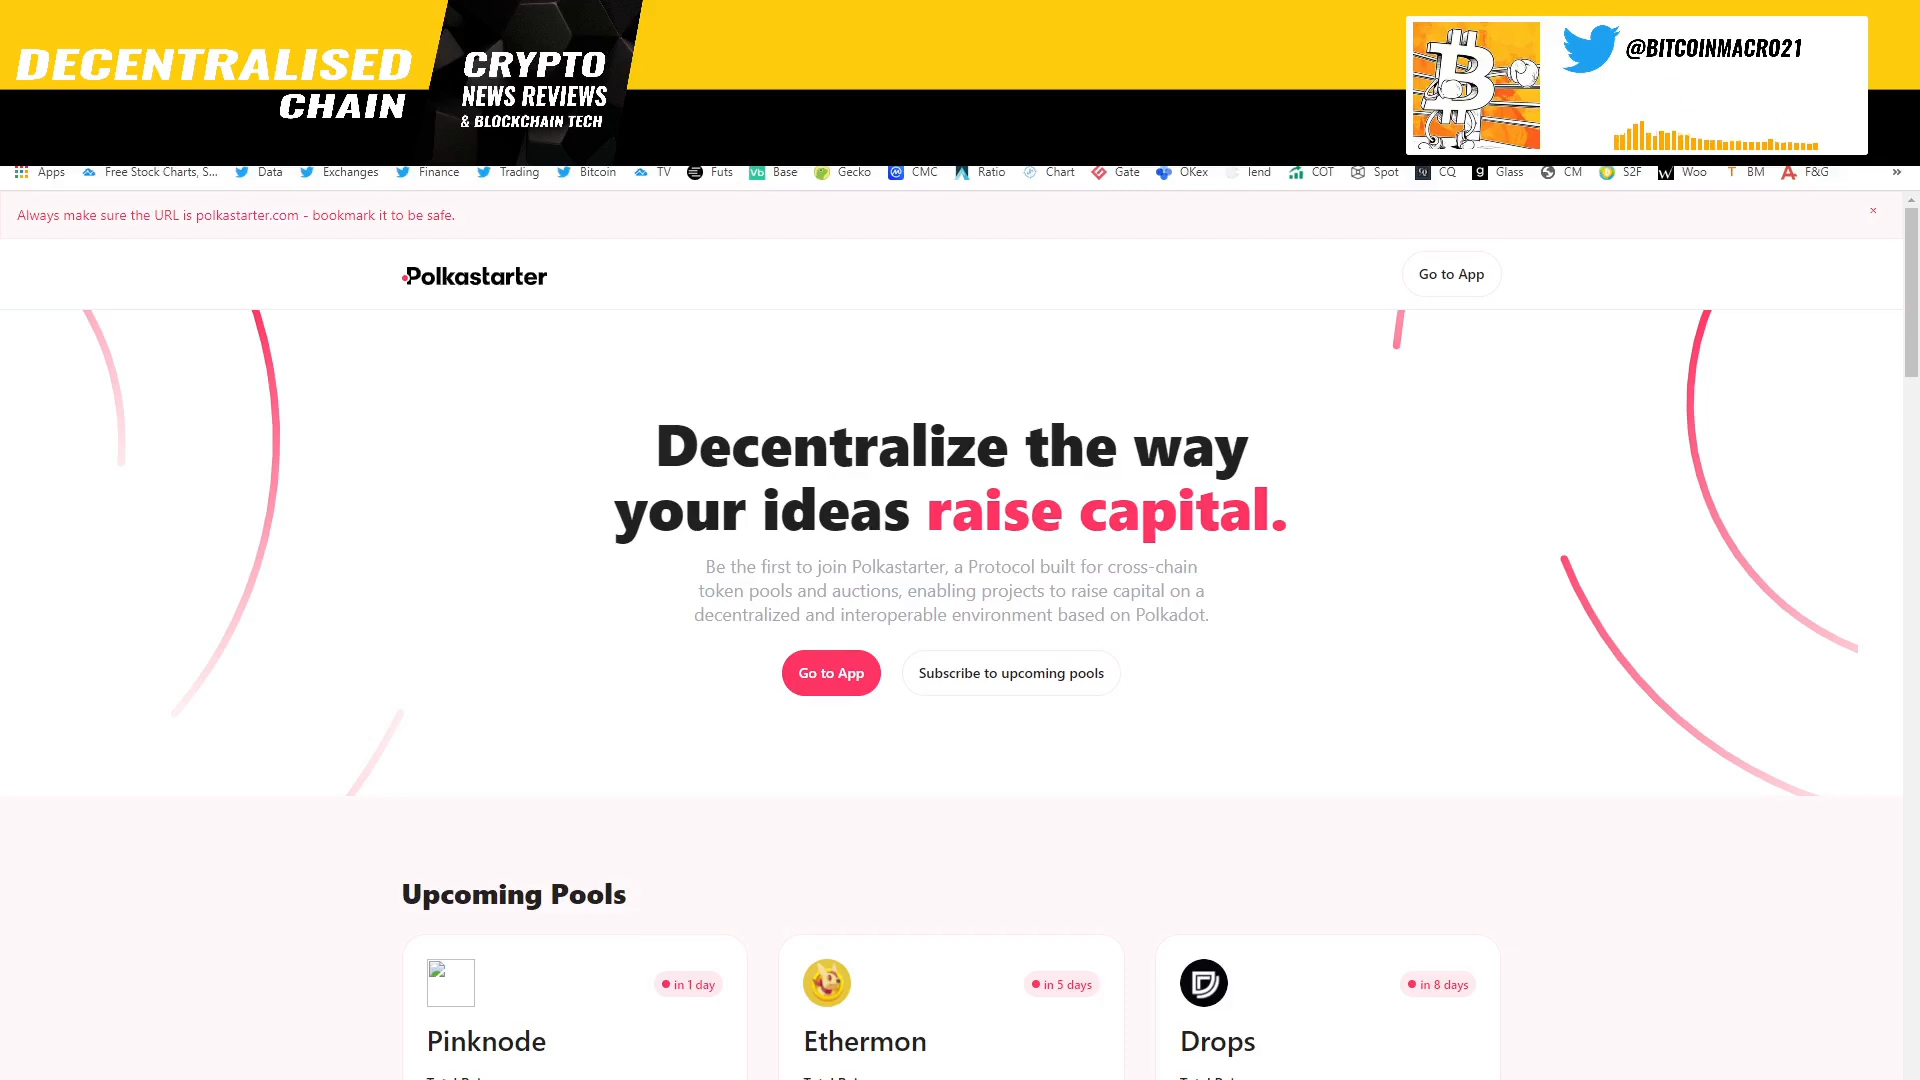 DECENTRALISED
CHAIN
CRYPTO
NEWS REVIEWS
& BLOCKCHAIN TECH
@BITCOINMACRO21
Apps Free Stock Charts, S... Data Exchanges Finance Trading Bitcoin TV Futs Base Gecko CMC Ratio Chart Gate OKex lend COT Spot CQ Glass CM S2F Woo BM F&G »
Always make sure the URL is polkastarter.com - bookmark it to be safe. ×
Polkastarter Go to App
Decentralize the way
your ideas raise capital.
Be the first to join Polkastarter, a Protocol built for cross-chain
token pools and auctions, enabling projects to raise capital on a
decentralized and interoperable environment based on Polkadot.
Go to App Subscribe to upcoming pools
Upcoming Pools
in 1 day in 5 days in 8 days
Pinknode Ethermon Drops